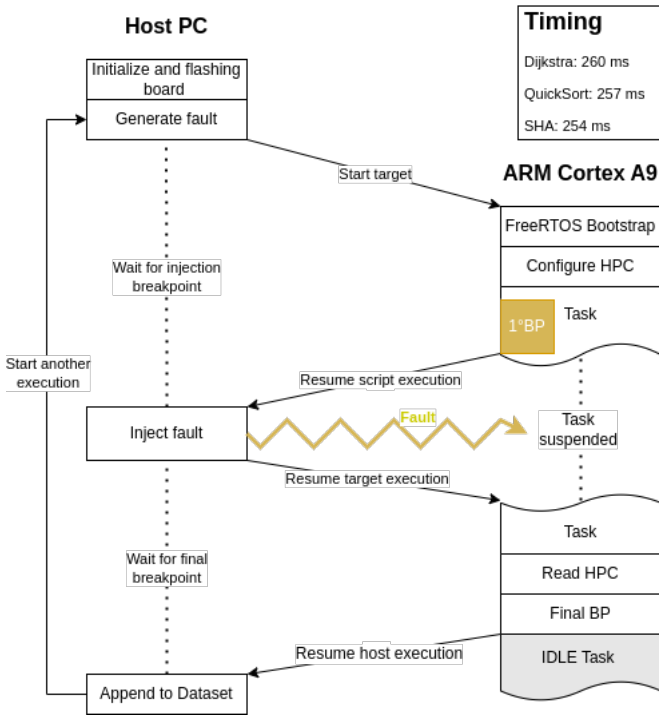 Host PC
Timing
Dijkstra: 260 ms
QuickSort: 257 ms
SHA: 254 ms
Initialize and flashing
board
Generate fault
Start target
ARM Cortex A9
FreeRTOS Bootstrap
Configure HPC
Wait for injection
breakpoint
1°BP
Task
Start another
execution
Resume script execution
Inject fault
Fault
Task
suspended
Resume target execution
Task
Wait for final
breakpoint
Read HPC
Final BP
Resume host execution
IDLE Task
Append to Dataset